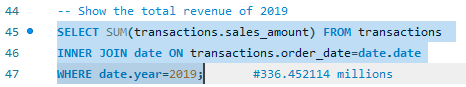 44 -- Show the total revenue of 2019
45 SELECT SUM(transactions.sales_amount) FROM transactions
46 INNER JOIN date ON transactions.order_date=date.date
47 WHERE date.year=2019; #336.452114 millions